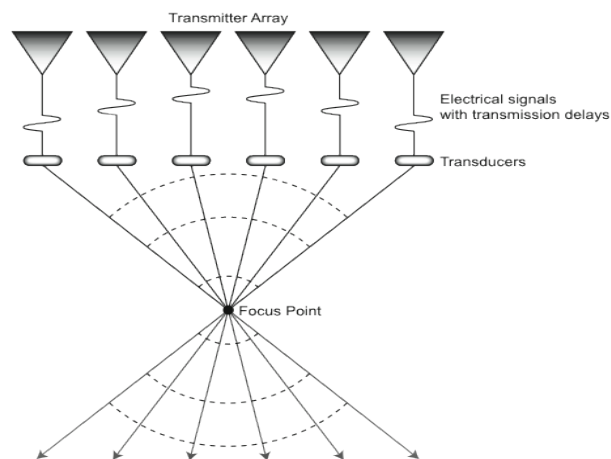 Transmitter Array
Electrical signals
with transmission delays
Transducers
Focus Point